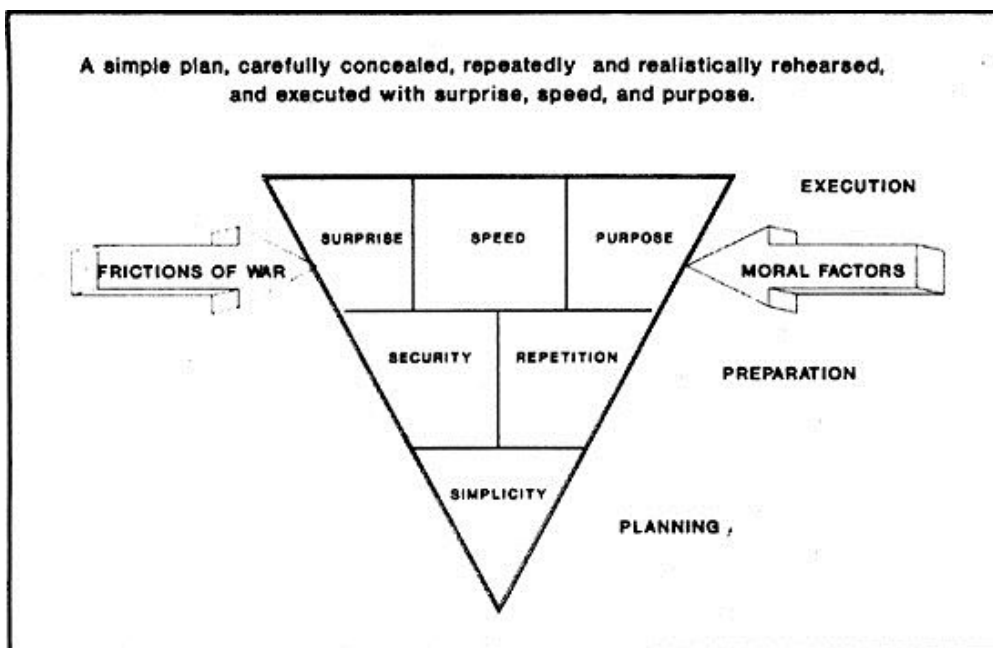 A simple plan, carefully concealed, repeatedly and realistically rehearsed,
and executed with surprise, speed, and purpose.
EXECUTION
SURPRISE SPEED PURPOSE
FRICTIONS OF WAR MORAL FACTORS
SECURITY REPETITION
PREPARATION
SIMPLICITY
PLANNING